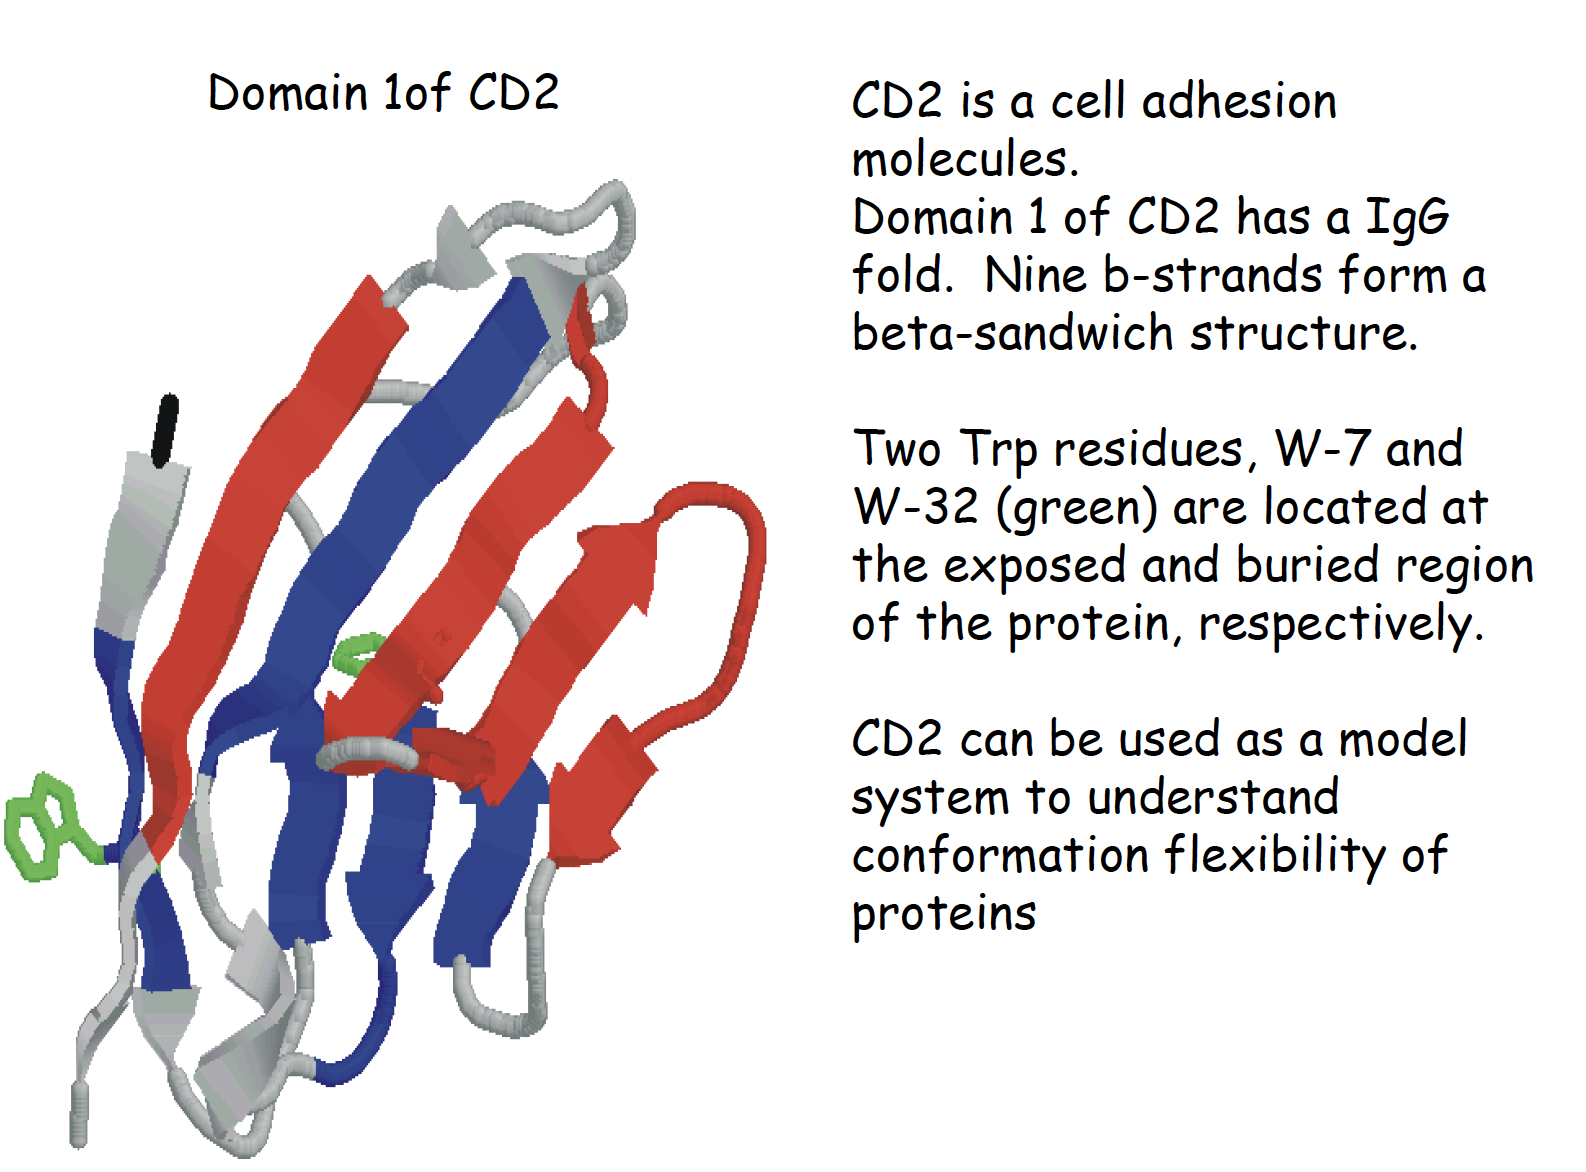 Domain 1of CD2
CD2 is a cell adhesion
molecules.
Domain 1 of CD2 has a IgG
fold.  Nine b-strands form a
beta-sandwich structure.
Two Trp residues, W-7 and
W-32 (green) are located at
the exposed and buried region
of the protein, respectively.
CD2 can be used as a model
system to understand
conformation flexibility of
proteins